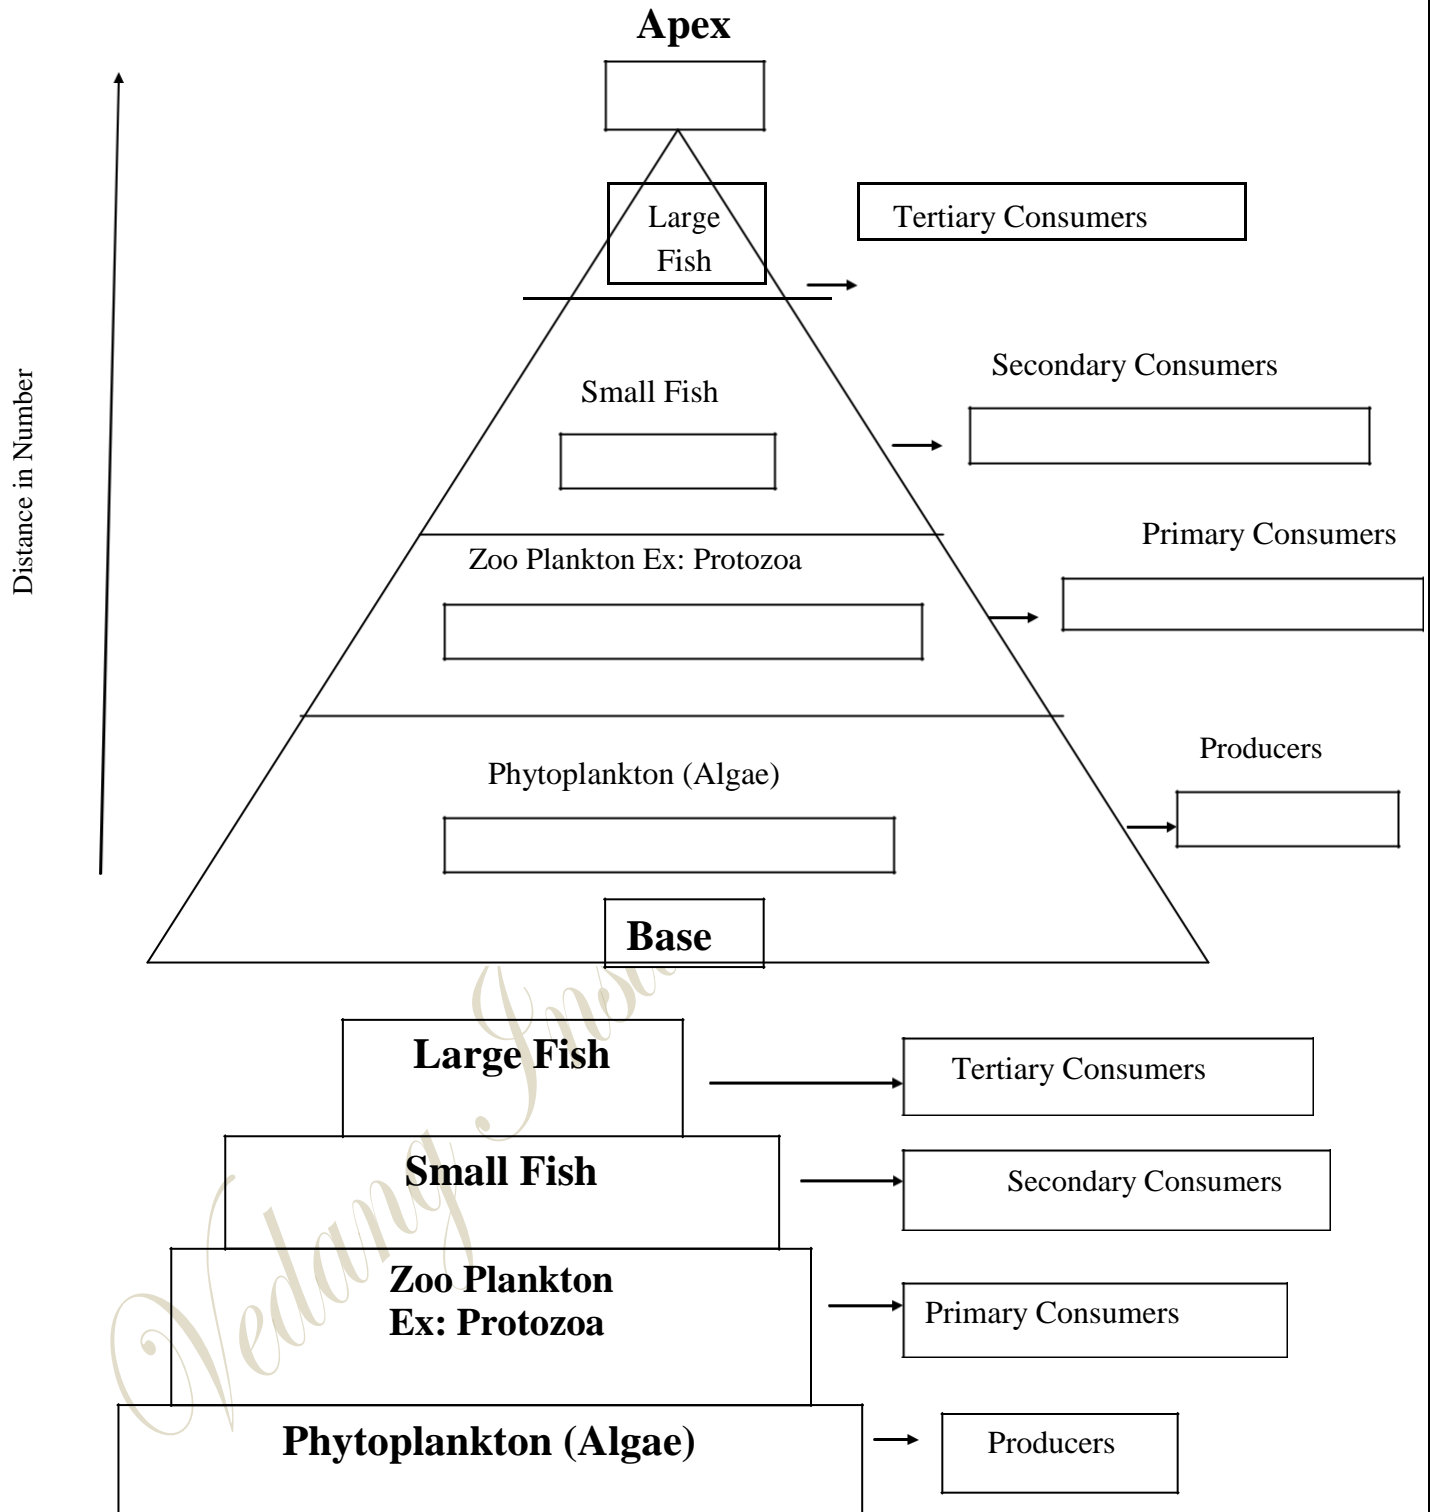 Apex
Large
Fish
Tertiary Consumers
Distance in Number
Secondary Consumers
Small Fish
Primary Consumers
Zoo Plankton Ex: Protozoa
Producers
Phytoplankton (Algae)
Base
Large Fish
Tertiary Consumers
Small Fish
Secondary Consumers
Zoo Plankton
Ex: Protozoa
Primary Consumers
Phytoplankton (Algae)
Producers
Vedang